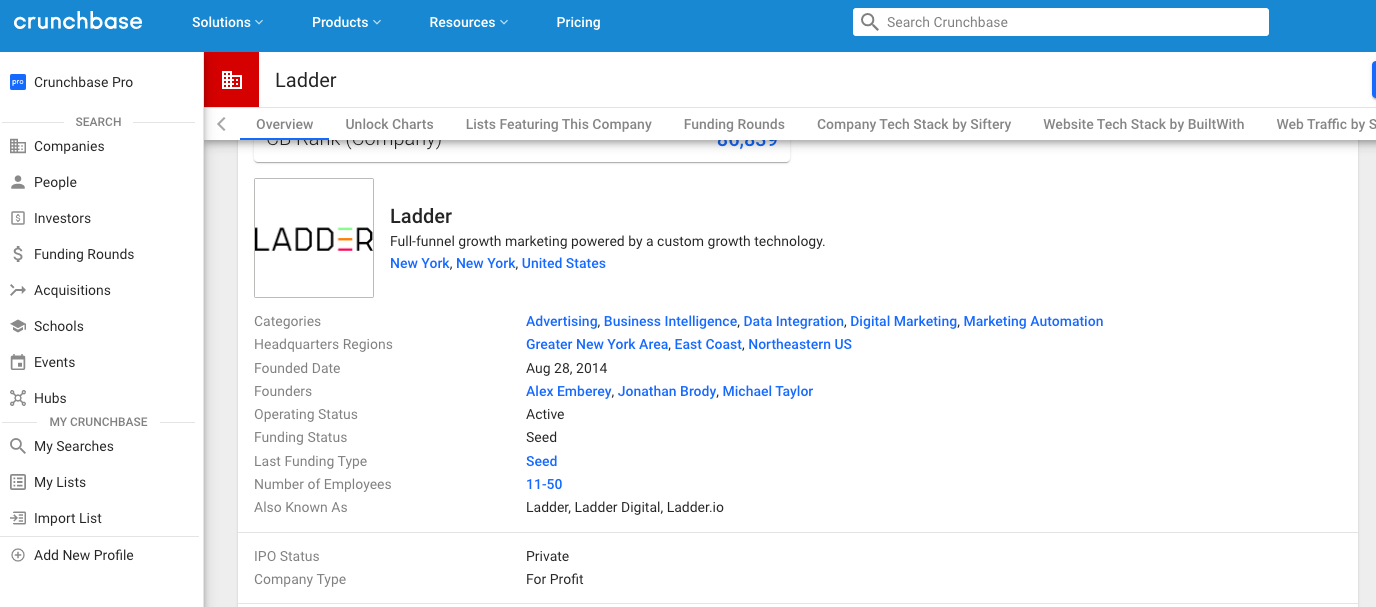 crunchbase
Solutions
Products
Resources
Pricing
Search Crunchbase
pro Crunchbase Pro
SEARCH
Companies
People
Investors
Funding Rounds
Acquisitions
Schools
Events
Hubs
MY CRUNCHBASE
My Searches
My Lists
Import List
Add New Profile
Ladder
Overview
Unlock Charts
Lists Featuring This Company
Funding Rounds
Company Tech Stack by Siftery
Website Tech Stack by BuiltWith
Web Traffic by S
CB Rank (Company)
LADDER
Ladder
Full-funnel growth marketing powered by a custom growth technology.
New York, New York, United States
Categories Advertising, Business Intelligence, Data Integration, Digital Marketing, Marketing Automation
Headquarters Regions Greater New York Area, East Coast, Northeastern US
Founded Date Aug 28, 2014
Founders Alex Emberey, Jonathan Brody, Michael Taylor
Operating Status Active
Funding Status Seed
Last Funding Type Seed
Number of Employees 11-50
Also Known As Ladder, Ladder Digital, Ladder.io
IPO Status Private
Company Type For Profit